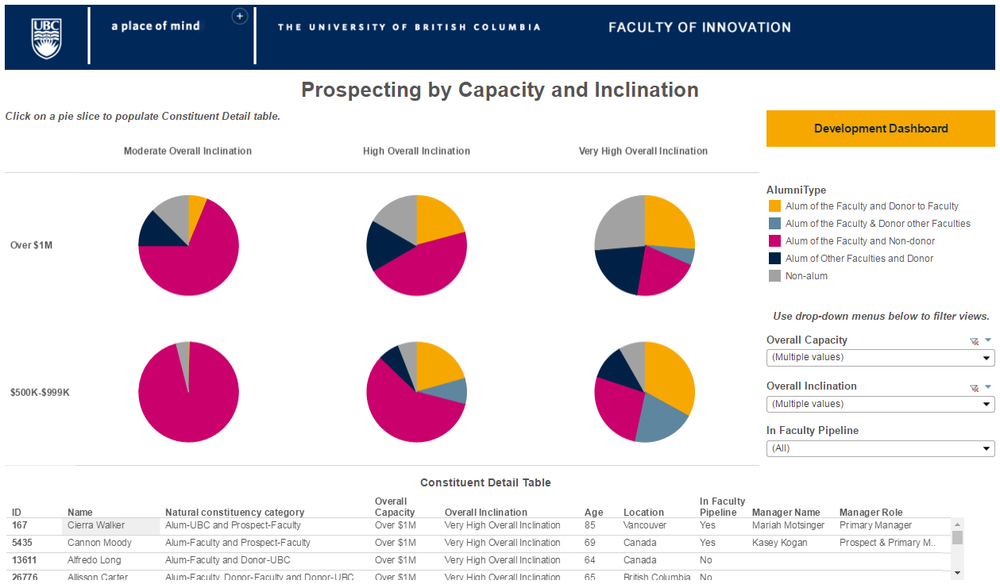 UBC
a place of mind
THE UNIVERSITY OF BRITISH COLUMBIA
FACULTY OF INNOVATION
Prospecting by Capacity and Inclination
Click on a pie slice to populate Constituent Detail table.
Development Dashboard
Moderate Overall Inclination High Overall Inclination Very High Overall Inclination
Over $1M
$500K-$999K
AlumniType
Alum of the Faculty and Donor to Faculty
Alum of the Faculty & Donor other Faculties
Alum of the Faculty and Non-donor
Alum of Other Faculties and Donor
Non-alum
Use drop-down menus below to filter views.
Overall Capacity
(Multiple values)
Overall Inclination
(Multiple values)
In Faculty Pipeline
(All)
Constituent Detail Table
ID Name Natural constituency category Overall Capacity Overall Inclination Age Location In Faculty Pipeline Manager Name Manager Role
167 Cierra Walker Alum-UBC and Prospect-Faculty Over $1M Very High Overall Inclination 85 Vancouver Yes Mariah Motsinger Primary Manager
5435 Cannon Moody Alum-Faculty and Prospect-Faculty Over $1M Very High Overall Inclination 69 Canada Yes Kasey Kogan Prospect & Primary M..
13611 Alfredo Long Alum-Faculty and Donor-UBC Over $1M Very High Overall Inclination 64 Canada No
26776 Allisson Carter Alum-Faculty, Donor-Faculty and Donor-UBC Over $1M Very High Overall Inclination 65 British Columbia No